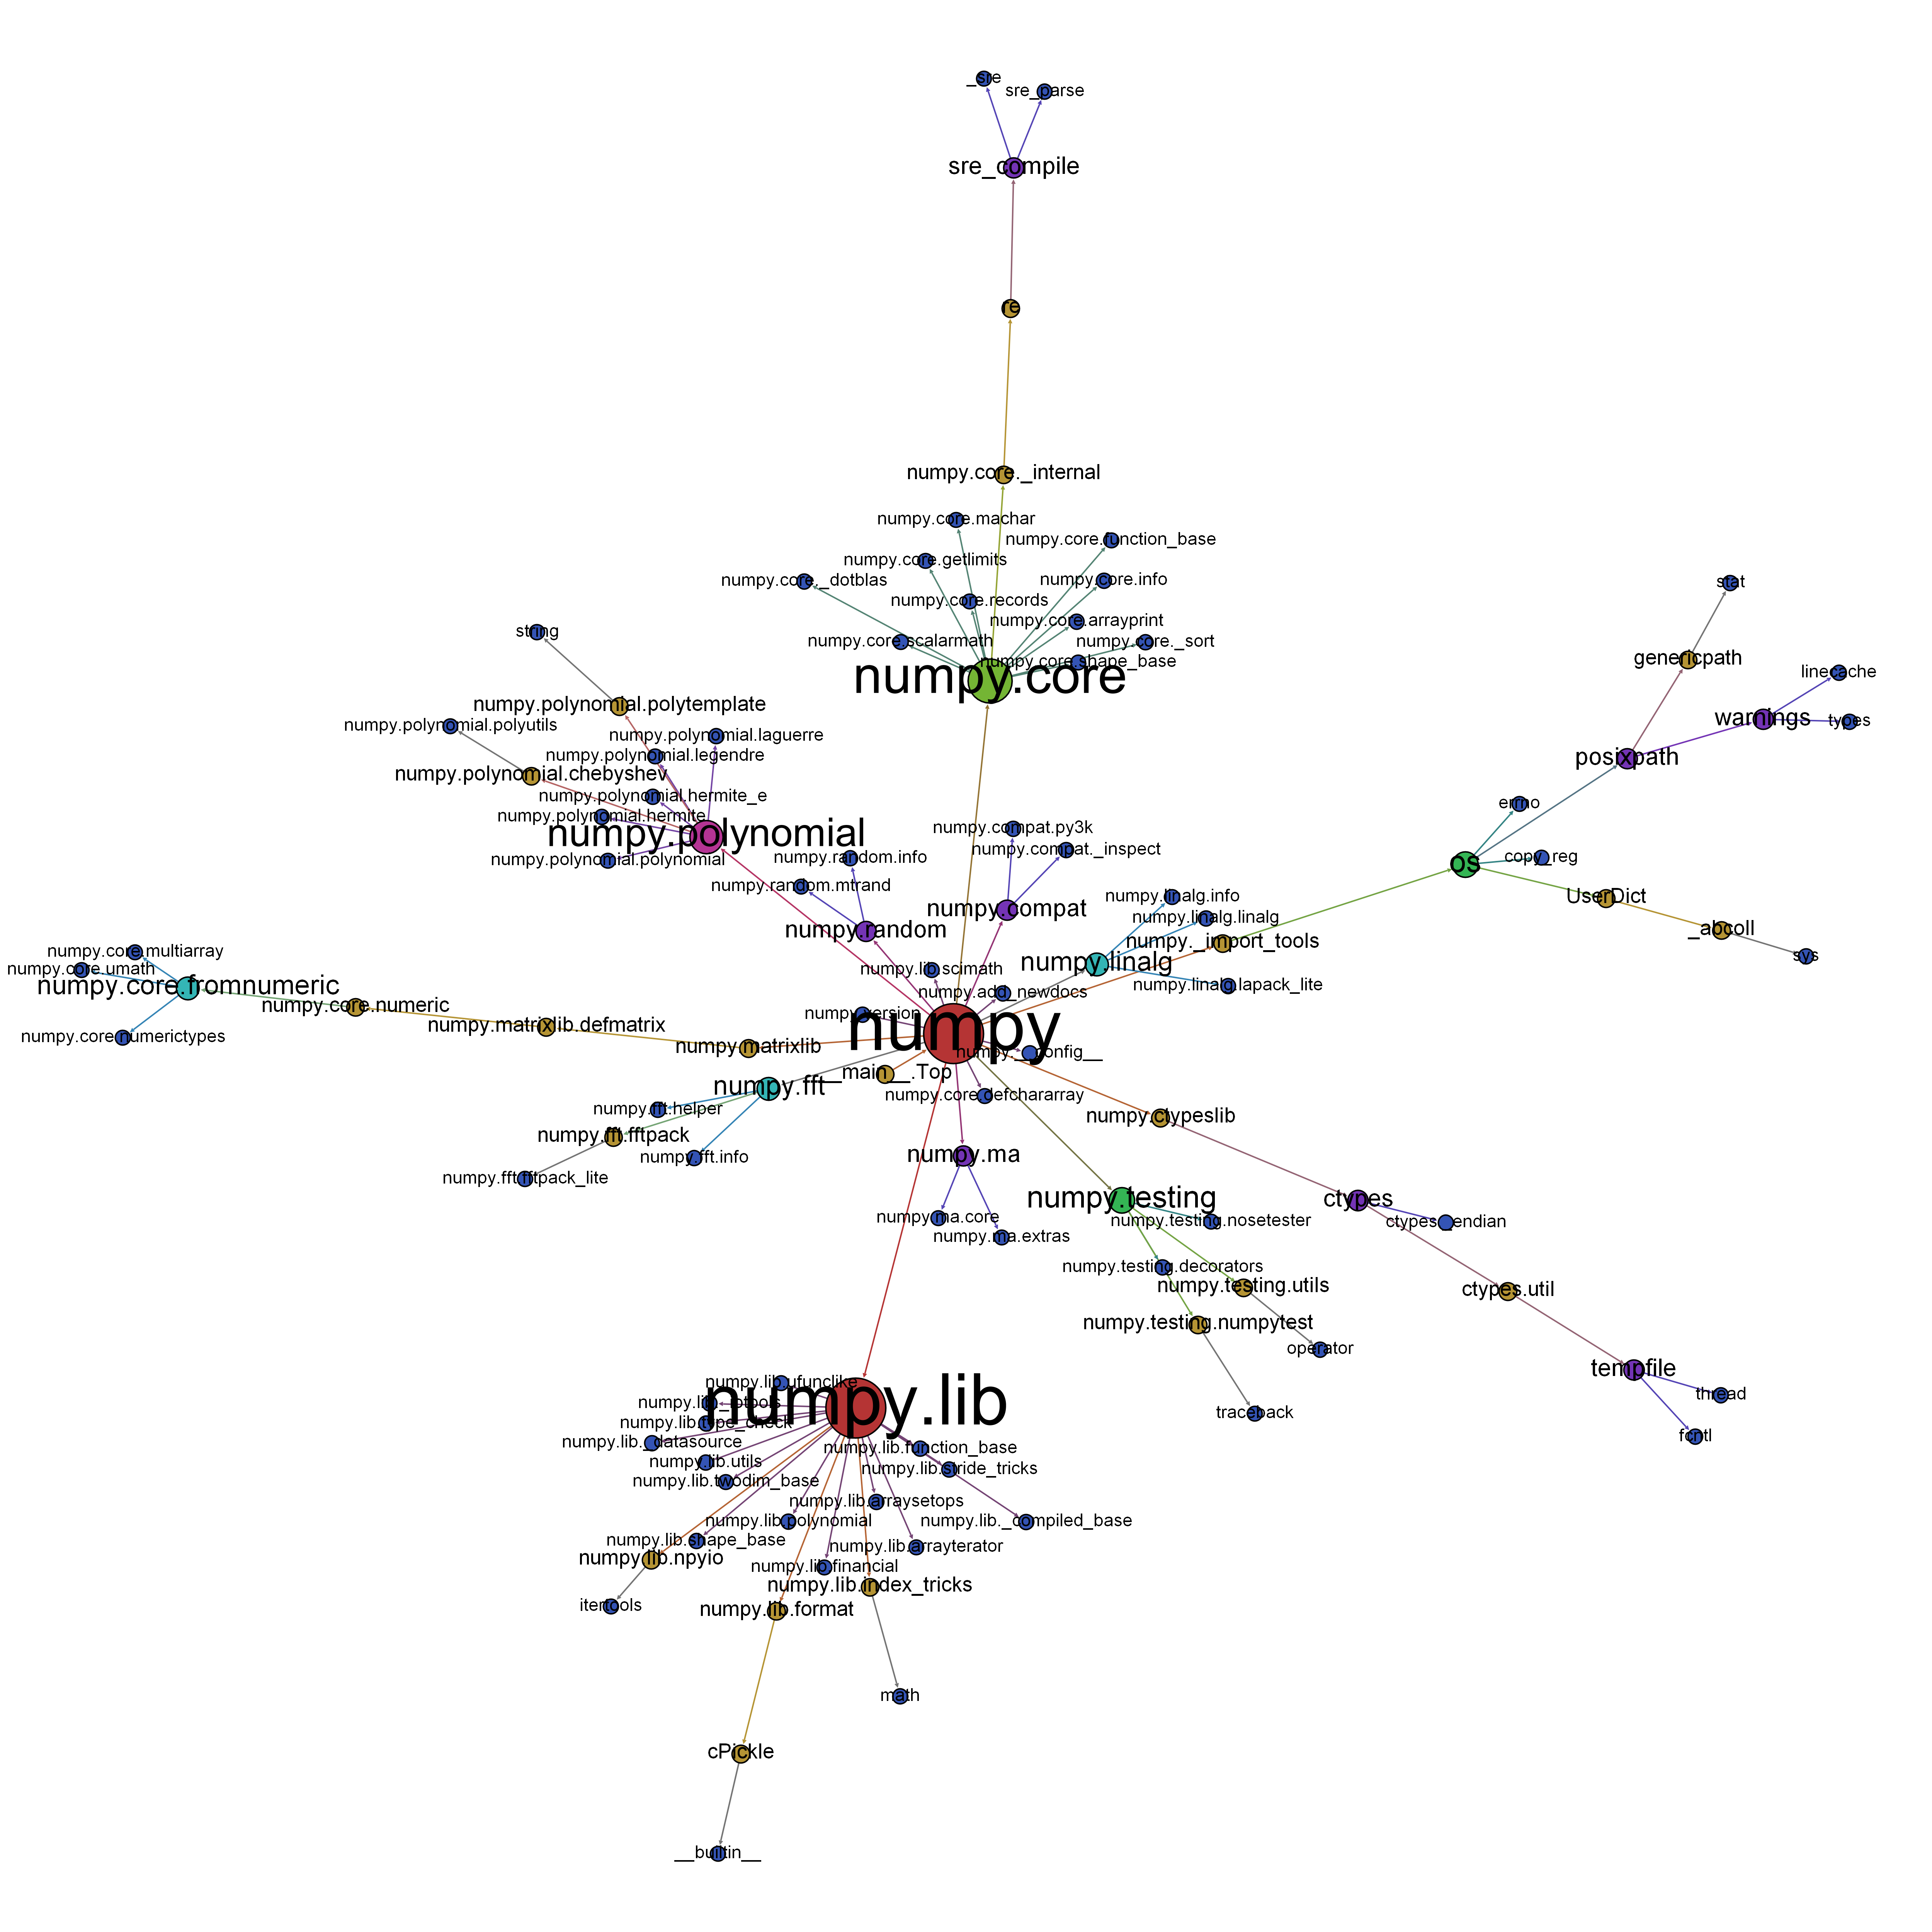 _sre
sre_parse
sre_compile
re
numpy.core._internal
numpy.core.machar
numpy.core.function_base
numpy.core.getlimits
numpy.core._dotblas
numpy.core.info
stat
numpy.core.records
numpy.core.arrayprint
string
numpy.core.scalarmath
numpy.core._sort
numpy.core.shape_base
genericpath
linecache
numpy.core
numpy.polynomial.polytemplate
numpy.polynomial.polyutils
warnings
types
numpy.polynomial.laguerre
numpy.polynomial.legendre
posixpath
numpy.polynomial.chebyshev
numpy.polynomial.hermite_e
errno
numpy.polynomial.hermite
numpy.polynomial
numpy.compat.py3k
numpy.compat._inspect
numpy.random.info
numpy.polynomial.polynomial
os
copy_reg
numpy.random.mtrand
numpy.linalg.info
UserDict
numpy.compat
numpy.linalg.linalg
numpy.random
_abcoll
numpy._import_tools
numpy.core.multiarray
sys
numpy.linalg
numpy.core.umath
numpy.lib.scimath
numpy.core.fromnumeric
numpy.linalg.lapack_lite
numpy.add_newdocs
numpy.core.numeric
numpy.version
numpy.matrixlib.defmatrix
numpy
numpy.core.numerictypes
numpy.matrixlib
numpy.__config__
__main__.Top
numpy.fft
numpy.core.defchararray
numpy.fft.helper
numpy.ctypeslib
numpy.fft.fftpack
numpy.fft.info
numpy.ma
numpy.fft.fftpack_lite
numpy.testing
ctypes
numpy.ma.core
numpy.testing.nosetester
ctypes._endian
numpy.ma.extras
numpy.testing.decorators
numpy.testing.utils
ctypes.util
numpy.testing.numpytest
operator
tempfile
numpy.lib.ufunclike
thread
numpy.lib
numpy.lib._iotools
traceback
numpy.lib.type_check
fcntl
numpy.lib._datasource
numpy.lib.function_base
numpy.lib.utils
numpy.lib.stride_tricks
numpy.lib.twodim_base
numpy.lib.arraysetops
numpy.lib.polynomial
numpy.lib._compiled_base
numpy.lib.shape_base
numpy.lib.arrayterator
numpy.lib.npyio
numpy.lib.financial
numpy.lib.index_tricks
itertools
numpy.lib.format
math
cPickle
__builtin__